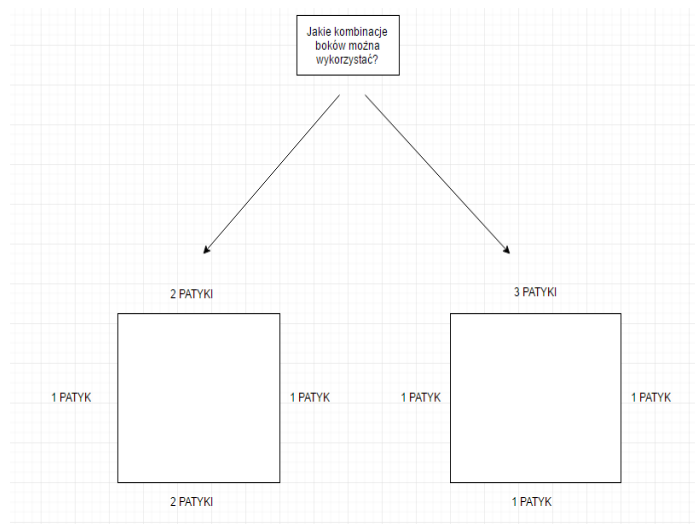 Jakie kombinacje
boków można
wykorzystać?
2 PATYKI
3 PATYKI
1 PATYK
1 PATYK
1 PATYK
1 PATYK
2 PATYKI
1 PATYK